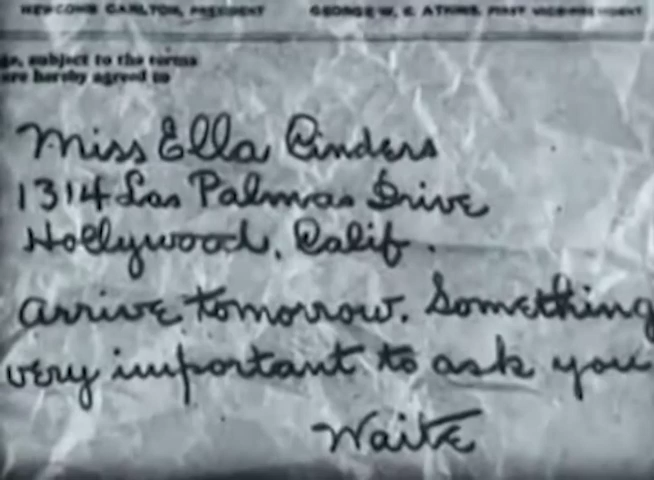 NEWCOMB CARLTON, PRESIDENT GEORGE W. E. ATKINS, FIRST VICE-PRESIDENT
subject to the terms
are hereby agreed to
Miss Ella Cinders
1314 Las Palmas Drive
Hollywood, Calif.
arrive tomorrow. Something
very important to ask you
Waite